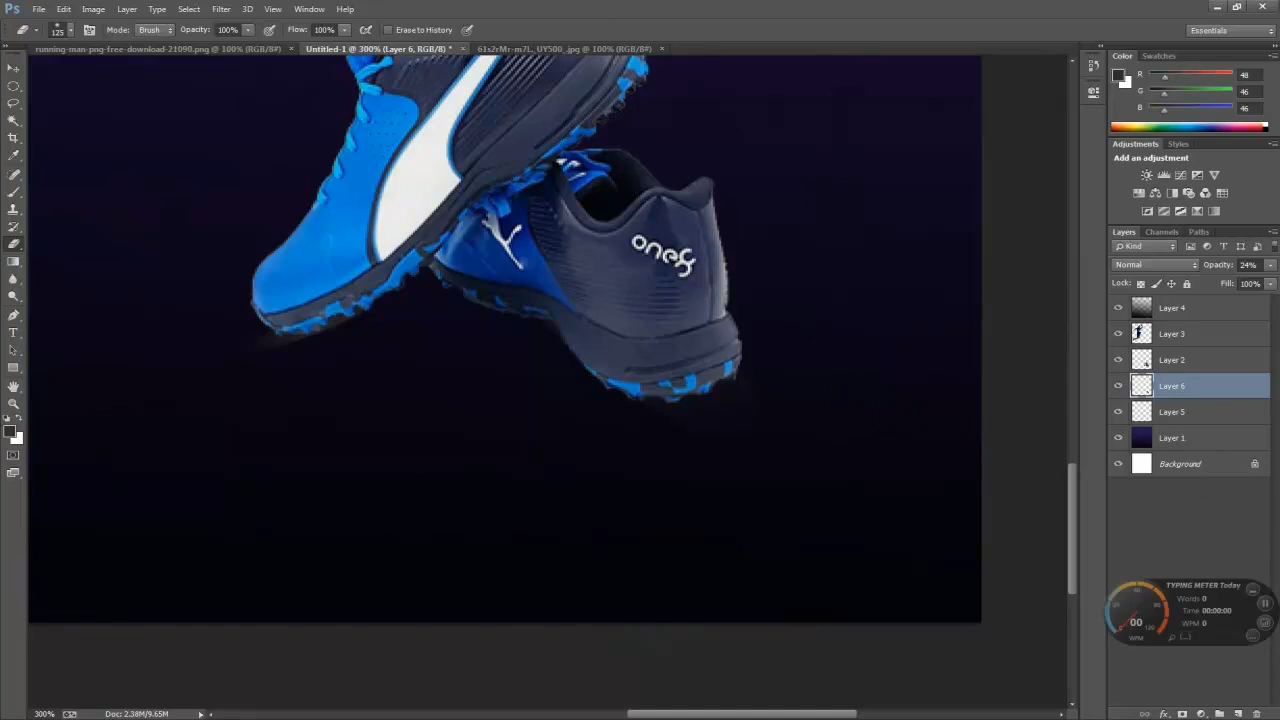 Ps File Edit Image Layer Type Select Filter 3D View Window Help
125 Mode: Brush Opacity: 100% Flow: 100% Erase to History Essentials
running-man-png-free-download-21090.png @ 100% (RGB/8#) × Untitled-1 @ 300% (Layer 6, RGB/8) * × 61s2rMr-m7L._UY500_.jpg @ 100% (RGB/8#) ×
Color Swatches
R 48
G 46
B 46
Adjustments Styles
Add an adjustment
Layers Channels Paths
Kind
Normal Opacity: 24%
Lock: Fill: 100%
Layer 4
Layer 3
Layer 2
Layer 6
Layer 5
Layer 1
Background
one8
TYPING METER Today
Words 0
Time 00:00:00
WPM 0
00
WPM
300% Doc: 2.38M/9.65M